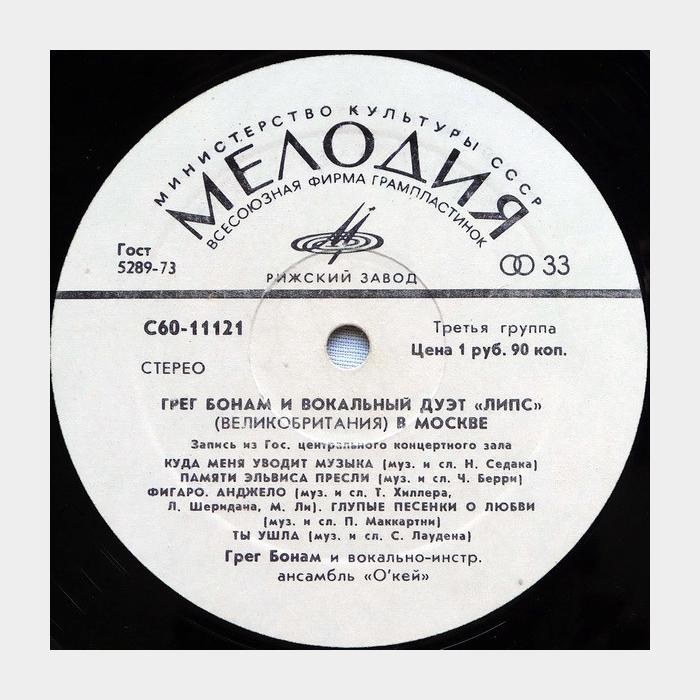 МИНИСТЕРСТВО КУЛЬТУРЫ СССР
МЕЛОДИЯ
ВСЕСОЮЗНАЯ ФИРМА ГРАМПЛАСТИНОК
РИЖСКИЙ ЗАВОД
Гост
5289-73
33
С60-11121
СТЕРЕО
Третья группа
Цена 1 руб. 90 коп.
ГРЕГ БОНАМ И ВОКАЛЬНЫЙ ДУЭТ «ЛИПС»
(ВЕЛИКОБРИТАНИЯ) В МОСКВЕ
Запись из Гос. центрального концертного зала
КУДА МЕНЯ УВОДИТ МУЗЫКА (муз. и сл. Н. Седака)
ПАМЯТИ ЭЛЬВИСА ПРЕСЛИ (муз. и сл. Ч. Берри)
ФИГАРО. АНДЖЕЛО (муз. и сл. Т. Хиллера,
Л. Шеридана, М. Ли). ГЛУПЫЕ ПЕСЕНКИ О ЛЮБВИ
(муз. и сл. П. Маккартни)
ТЫ УШЛА (муз. и сл. С. Лаудена)
Грег Бонам и вокально-инстр.
ансамбль «О'кей»